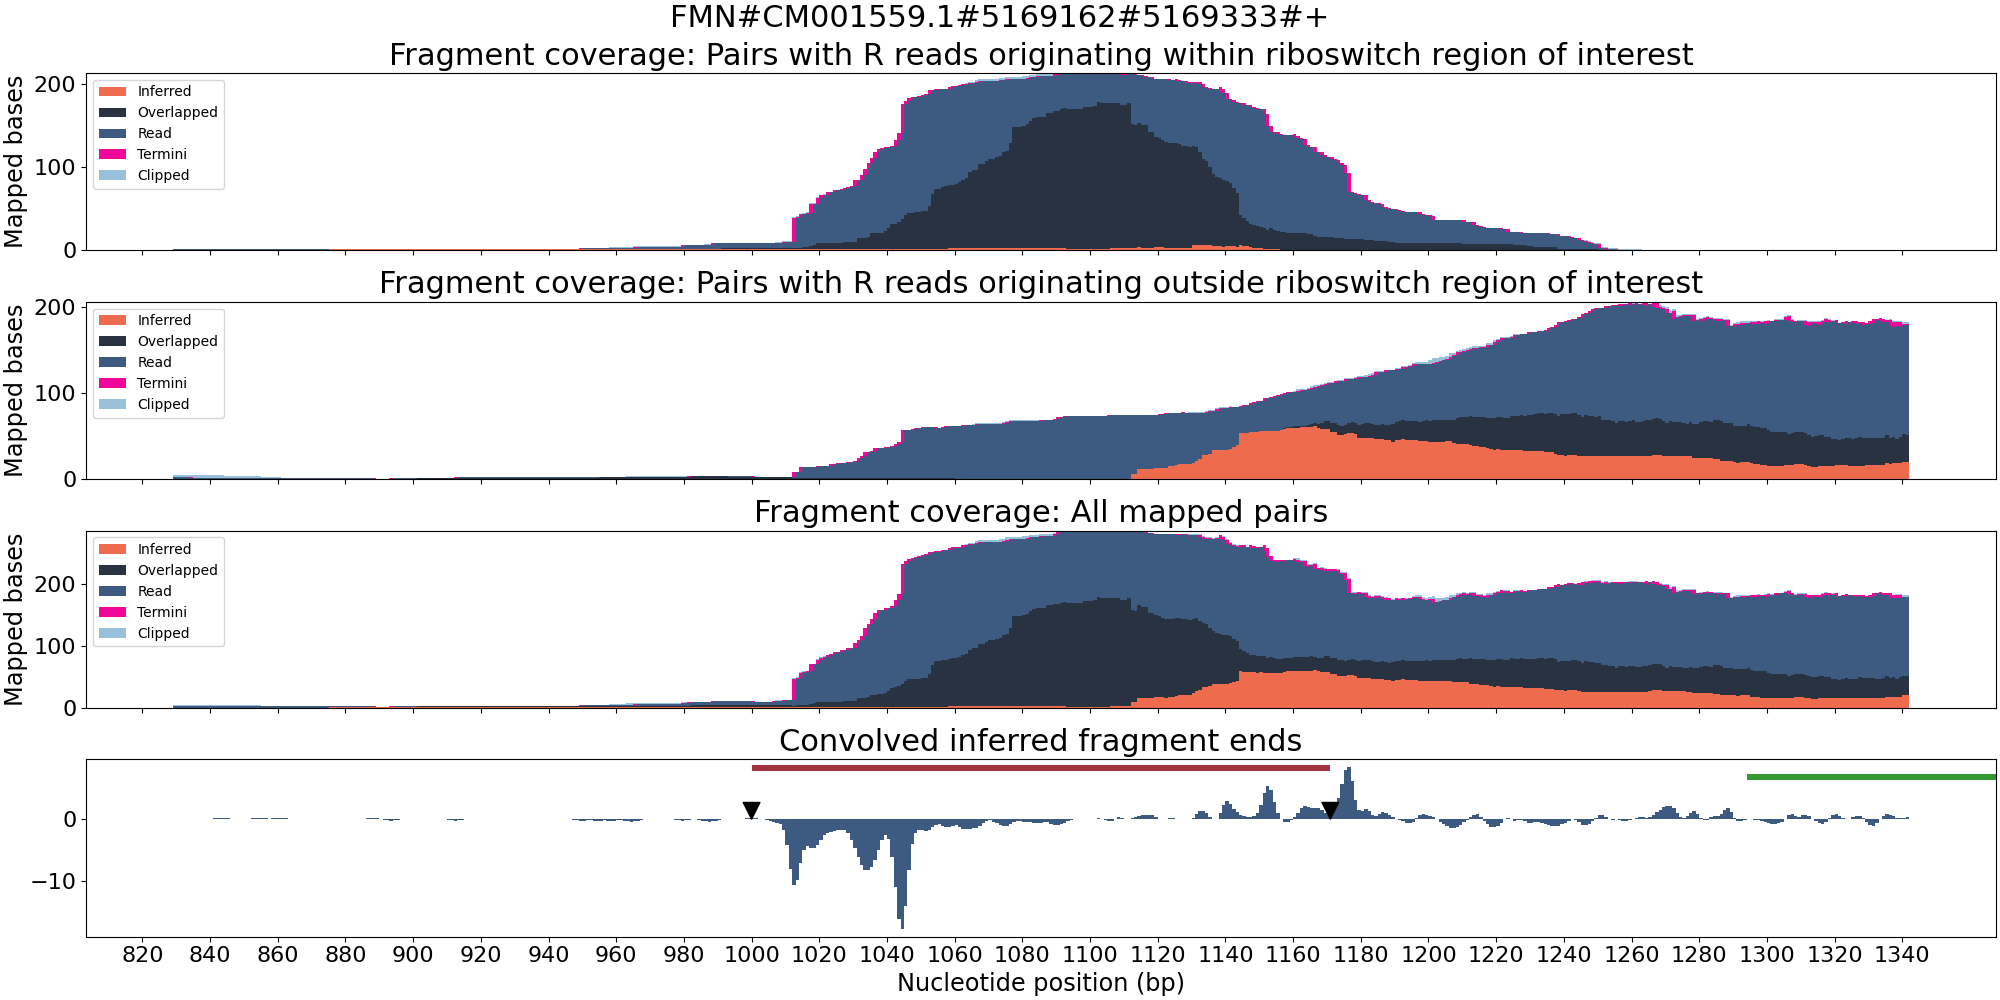 FMN#CM001559.1#5169162#5169333#+
Fragment coverage: Pairs with R reads originating within riboswitch region of interest
Mapped bases
200
100
0
Inferred
Overlapped
Read
Termini
Clipped
Fragment coverage: Pairs with R reads originating outside riboswitch region of interest
Mapped bases
200
100
0
Inferred
Overlapped
Read
Termini
Clipped
Fragment coverage: All mapped pairs
Mapped bases
200
100
0
Inferred
Overlapped
Read
Termini
Clipped
Convolved inferred fragment ends
0
−10
820 840 860 880 900 920 940 960 980 1000 1020 1040 1060 1080 1100 1120 1140 1160 1180 1200 1220 1240 1260 1280 1300 1320 1340
Nucleotide position (bp)